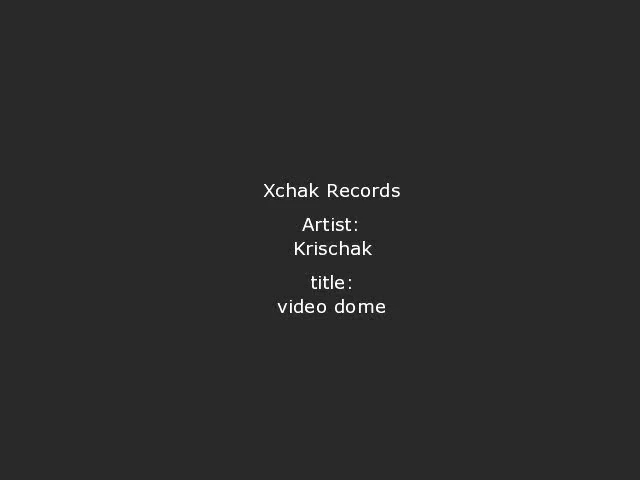 Xchak Records
Artist:
Krischak
title:
video dome